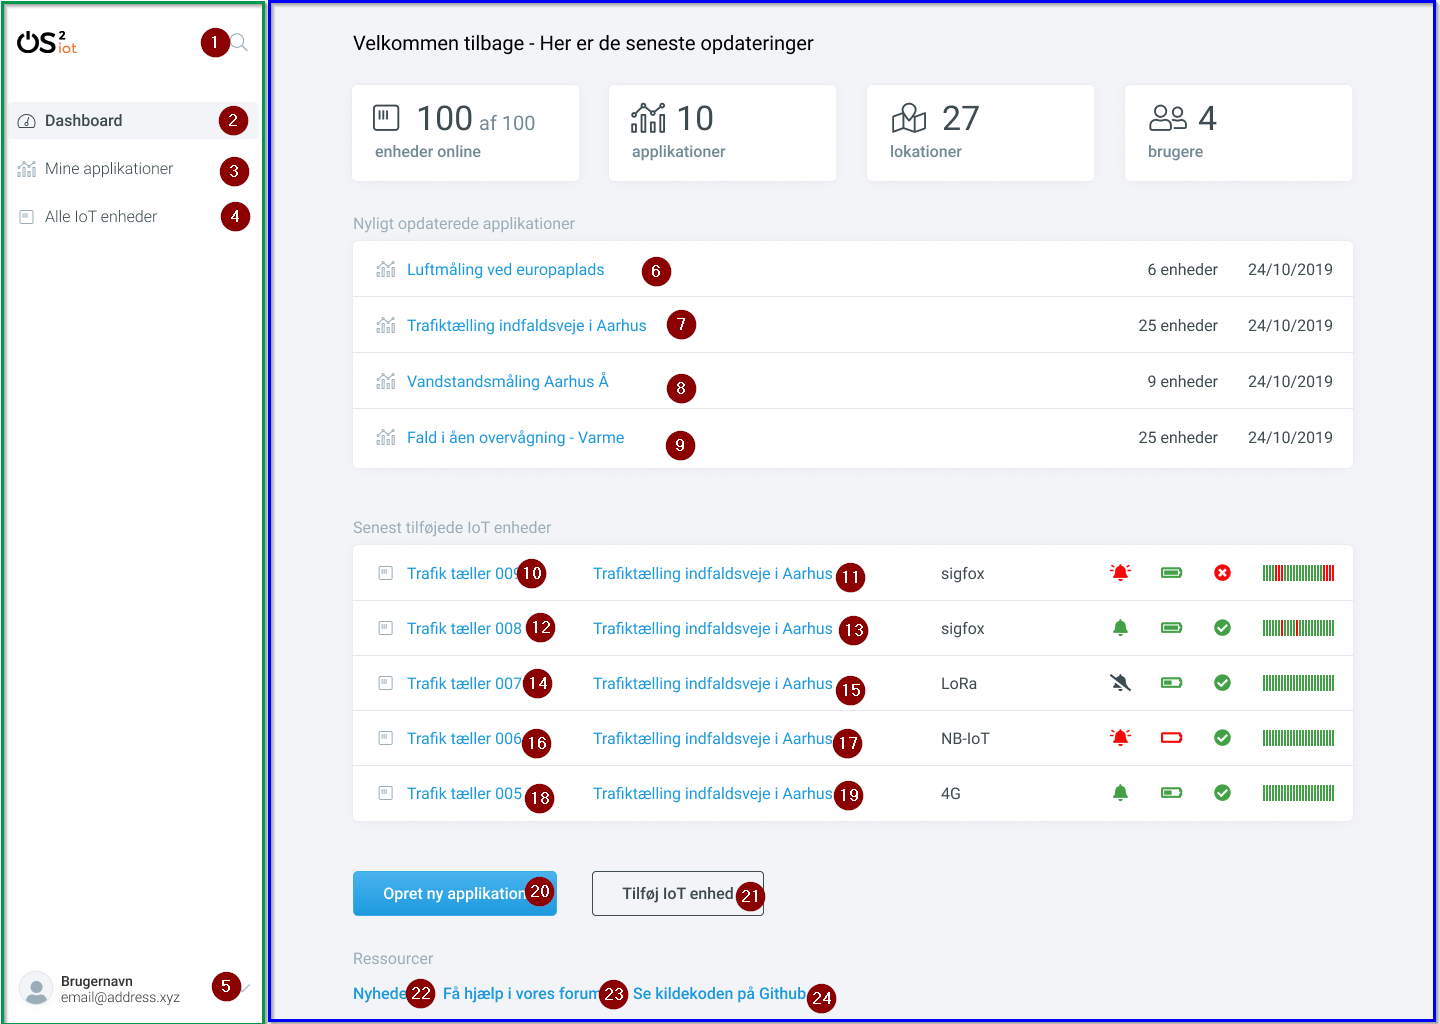 OS2 iot 1
Dashboard 2
Mine applikationer 3
Alle IoT enheder 4
Brugernavn
email@address.xyz 5
Velkommen tilbage - Her er de seneste opdateringer
100 af 100
enheder online
10
applikationer
27
lokationer
4
brugere
Nyligt opdaterede applikationer
Luftmåling ved europaplads 6 6 enheder 24/10/2019
Trafiktælling indfaldsveje i Aarhus 7 25 enheder 24/10/2019
Vandstandsmåling Aarhus Å 8 9 enheder 24/10/2019
Fald i åen overvågning - Varme 9 25 enheder 24/10/2019
Senest tilføjede IoT enheder
Trafik tæller 009 10 Trafiktælling indfaldsveje i Aarhus 11 sigfox
Trafik tæller 008 12 Trafiktælling indfaldsveje i Aarhus 13 sigfox
Trafik tæller 007 14 Trafiktælling indfaldsveje i Aarhus 15 LoRa
Trafik tæller 006 16 Trafiktælling indfaldsveje i Aarhus 17 NB-IoT
Trafik tæller 005 18 Trafiktælling indfaldsveje i Aarhus 19 4G
Opret ny applikation 20 Tilføj IoT enhed 21
Ressourcer
Nyhede 22 Få hjælp i vores forum 23 Se kildekoden på Github 24